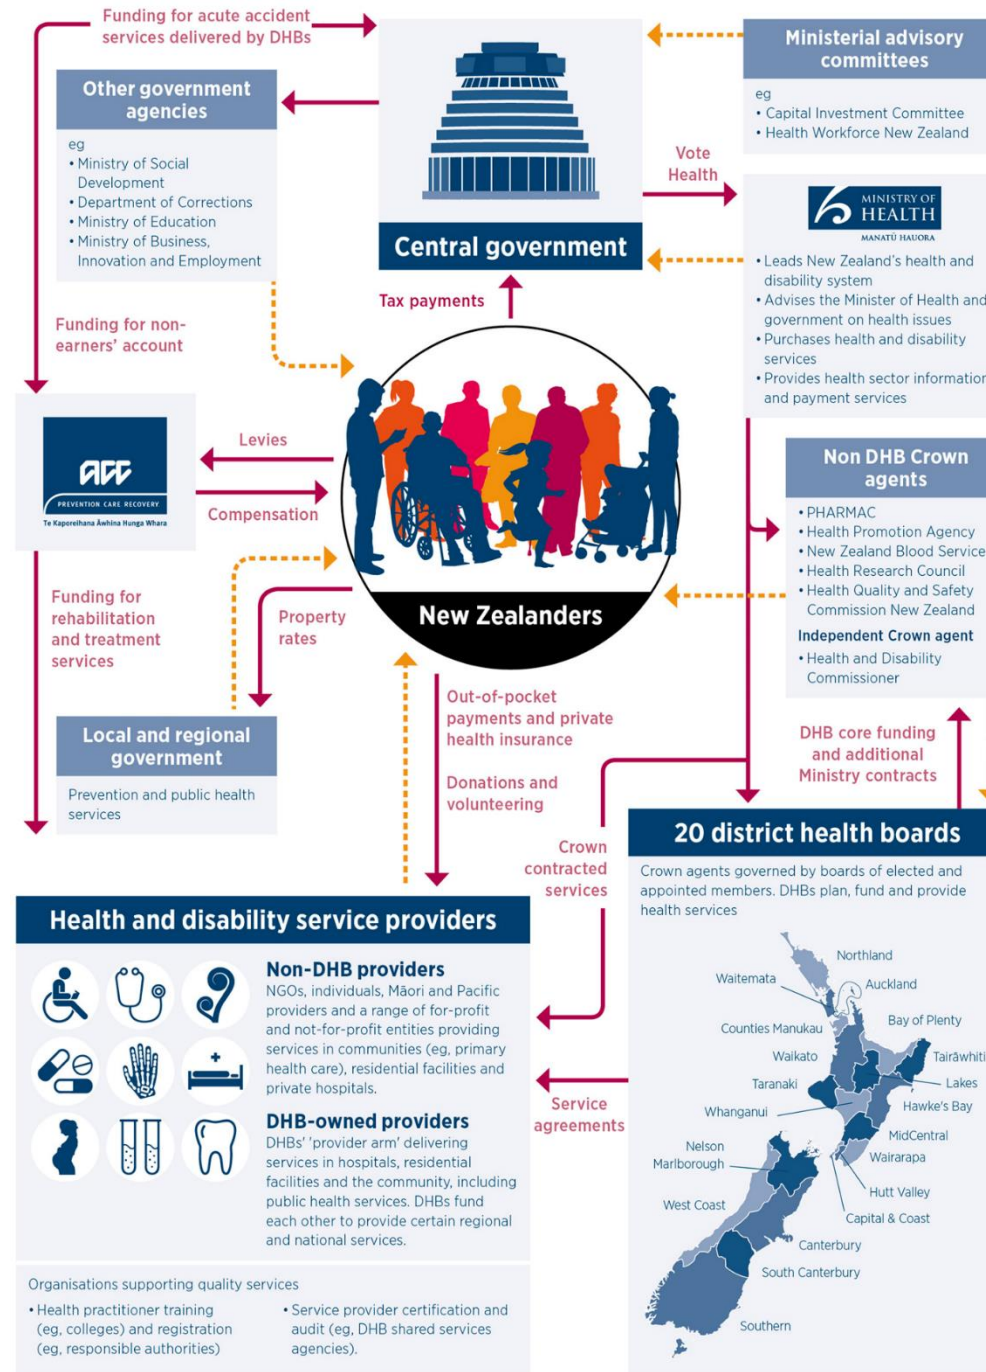 Funding for acute accident
services delivered by DHBs
Other government
agencies
eg
• Ministry of Social
Development
• Department of Corrections
• Ministry of Education
• Ministry of Business,
Innovation and Employment
Central government
Ministerial advisory
committees
eg
• Capital Investment Committee
• Health Workforce New Zealand
Vote
Health
MINISTRY OF
HEALTH
MANATŪ HAUORA
• Leads New Zealand's health and
disability system
• Advises the Minister of Health and
government on health issues
• Purchases health and disability
services
• Provides health sector information
and payment services
Tax payments
Funding for non-
earners' account
ACC
PREVENTION CARE RECOVERY
Te Kaporeihana Āwhina Hunga Whara
Levies
Compensation
New Zealanders
Non DHB Crown
agents
• PHARMAC
• Health Promotion Agency
• New Zealand Blood Service
• Health Research Council
• Health Quality and Safety
Commission New Zealand
Independent Crown agent
• Health and Disability
Commissioner
Funding for
rehabilitation
and treatment
services
Property
rates
Local and regional
government
Prevention and public health
services
Out-of-pocket
payments and private
health insurance
Donations and
volunteering
DHB core funding
and additional
Ministry contracts
Crown
contracted
services
20 district health boards
Crown agents governed by boards of elected and
appointed members. DHBs plan, fund and provide
health services
Northland
Waitemata
Auckland
Counties Manukau
Bay of Plenty
Waikato
Tairāwhiti
Taranaki
Lakes
Whanganui
Hawke's Bay
MidCentral
Nelson
Marlborough
Wairarapa
Hutt Valley
West Coast
Capital & Coast
Canterbury
South Canterbury
Southern
Service
agreements
Health and disability service providers
Non-DHB providers
NGOs, individuals, Māori and Pacific
providers and a range of for-profit
and not-for-profit entities providing
services in communities (eg, primary
health care), residential facilities and
private hospitals.
DHB-owned providers
DHBs' 'provider arm' delivering
services in hospitals, residential
facilities and the community, including
public health services. DHBs fund
each other to provide certain regional
and national services.
Organisations supporting quality services
• Health practitioner training
(eg, colleges) and registration
(eg, responsible authorities)
• Service provider certification and
audit (eg, DHB shared services
agencies).